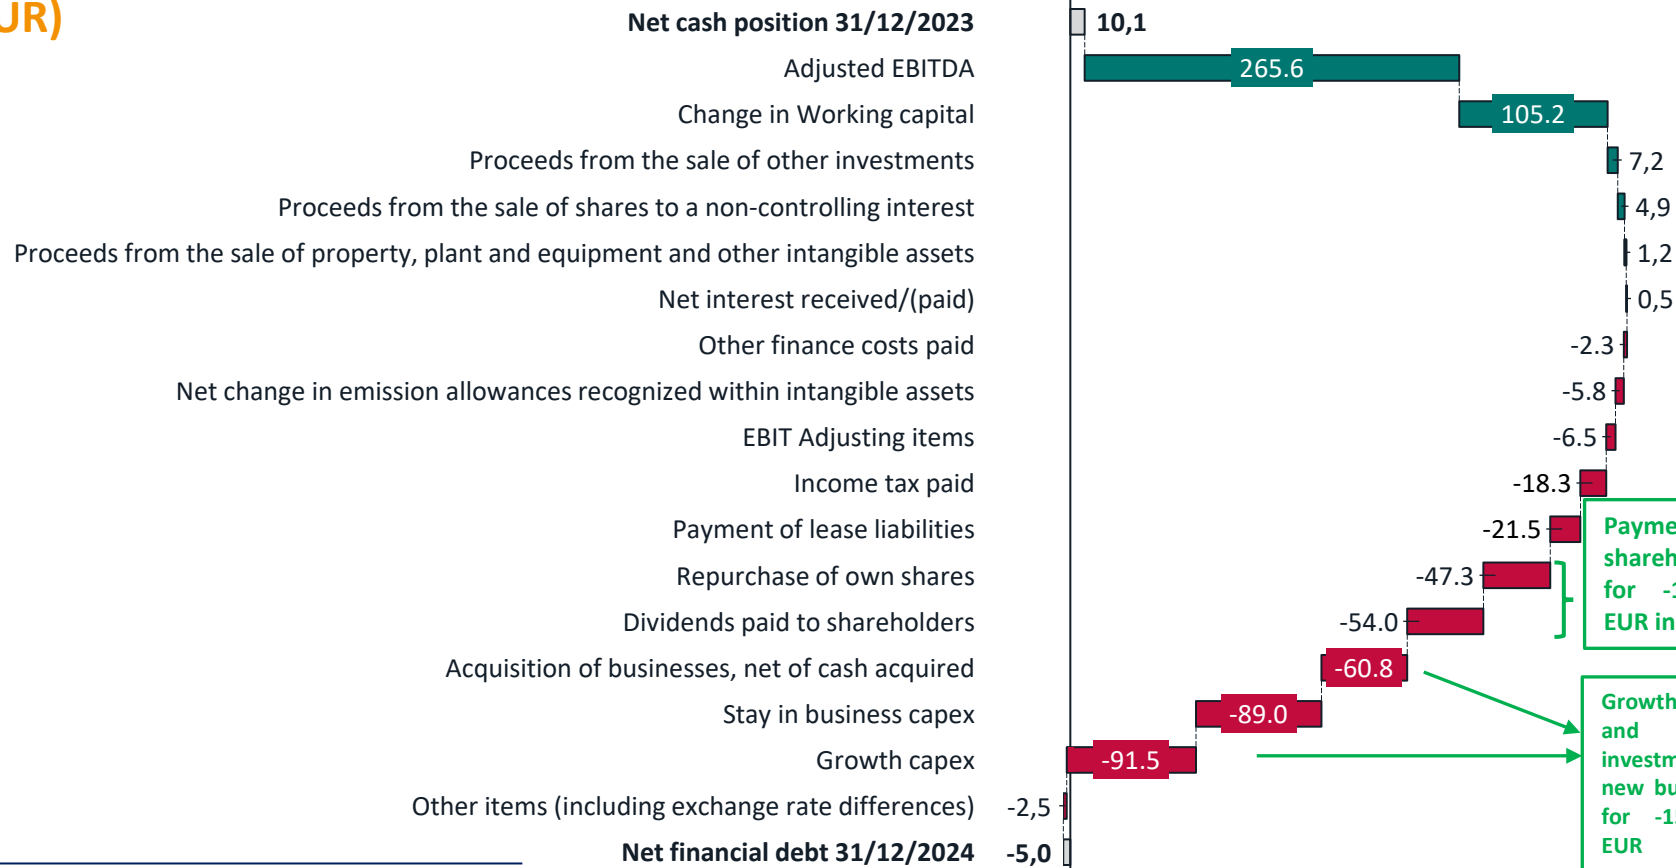 UR)
Net cash position 31/12/2023 10,1
Adjusted EBITDA 265.6
Change in Working capital 105.2
Proceeds from the sale of other investments 7,2
Proceeds from the sale of shares to a non-controlling interest 4,9
Proceeds from the sale of property, plant and equipment and other intangible assets 1,2
Net interest received/(paid) 0,5
Other finance costs paid -2.3
Net change in emission allowances recognized within intangible assets -5.8
EBIT Adjusting items -6.5
Income tax paid -18.3
Payment of lease liabilities -21.5
Repurchase of own shares -47.3
Dividends paid to shareholders -54.0
Acquisition of businesses, net of cash acquired -60.8
Stay in business capex -89.0
Growth capex -91.5
Other items (including exchange rate differences) -2,5
Net financial debt 31/12/2024 -5,0
Payme
shareh
for -1
EUR in
Growth
and
investm
new bu
for -15
EUR